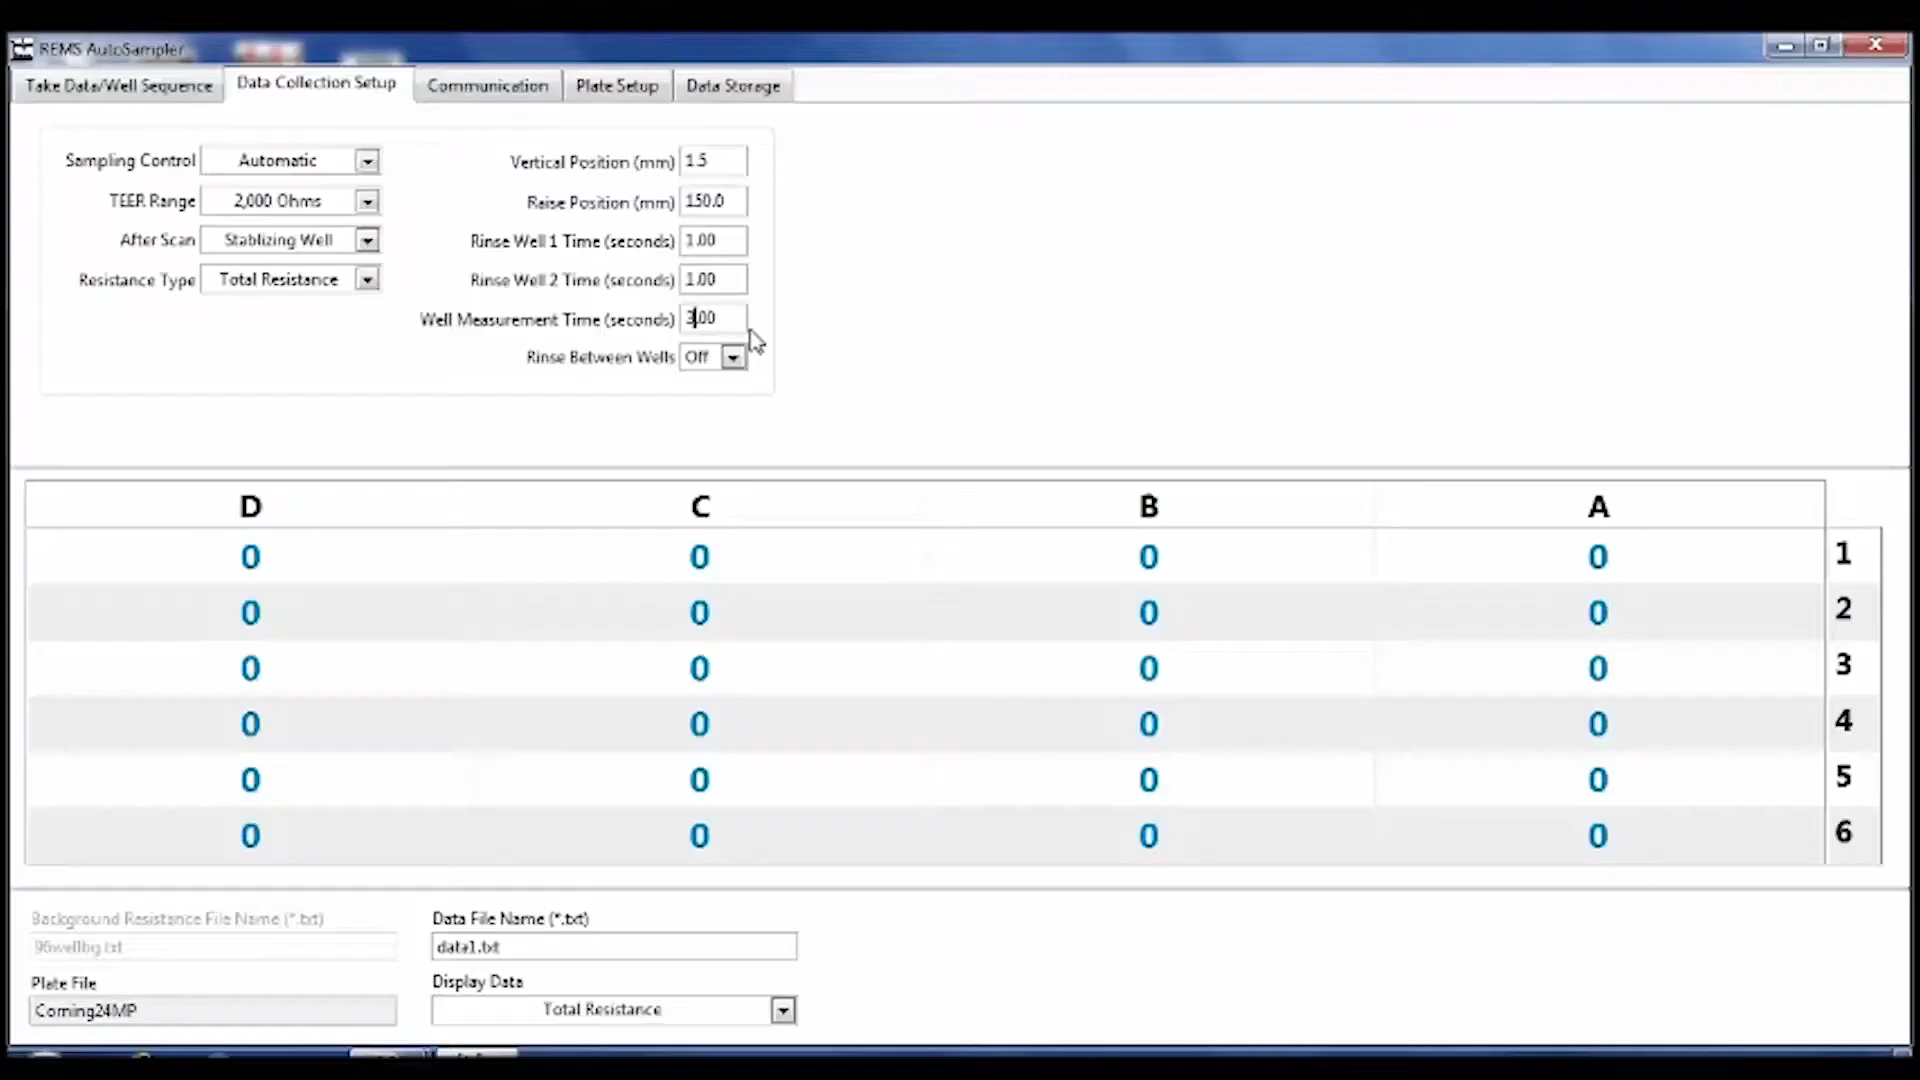 REMS AutoSampler
Take Data/Well Sequence Data Collection Setup Communication Plate Setup Data Storage
Sampling Control Automatic Vertical Position (mm) 1.5
TEER Range 2,000 Ohms Raise Position (mm) 150.0
After Scan Stablizing Well Rinse Well 1 Time (seconds) 1.00
Resistance Type Total Resistance Rinse Well 2 Time (seconds) 1.00
Well Measurement Time (seconds) 3.00
Rinse Between Wells Off
D C B A
0 0 0 0 1
0 0 0 0 2
0 0 0 0 3
0 0 0 0 4
0 0 0 0 5
0 0 0 0 6
Background Resistance File Name (*.txt) Data File Name (*.txt)
96wellbg.txt data1.txt
Plate File Display Data
Corning24MP Total Resistance